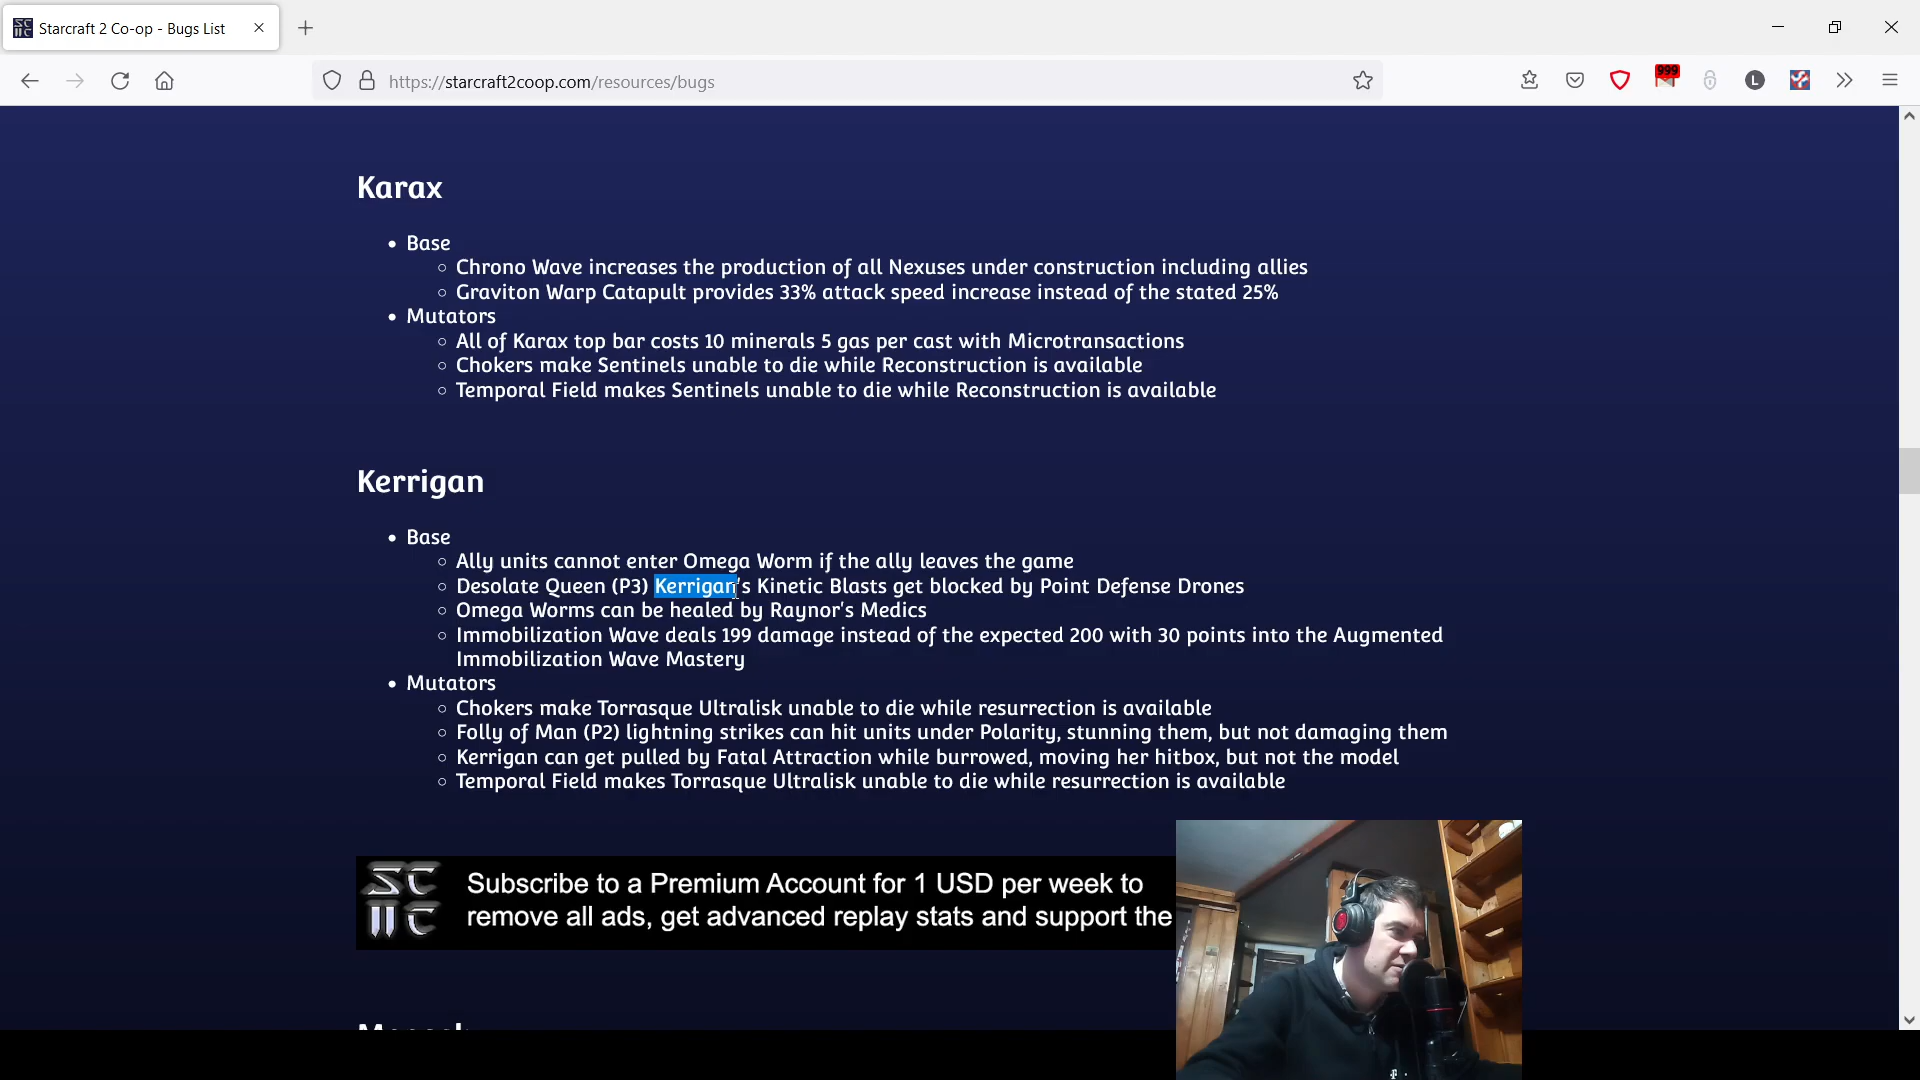 Starcraft 2 Co-op - Bugs List
https://starcraft2coop.com/resources/bugs
999
L
Karax
Base
Chrono Wave increases the production of all Nexuses under construction including allies
Graviton Warp Catapult provides 33% attack speed increase instead of the stated 25%
Mutators
All of Karax top bar costs 10 minerals 5 gas per cast with Microtransactions
Chokers make Sentinels unable to die while Reconstruction is available
Temporal Field makes Sentinels unable to die while Reconstruction is available
Kerrigan
Base
Ally units cannot enter Omega Worm if the ally leaves the game
Desolate Queen (P3) Kerrigan's Kinetic Blasts get blocked by Point Defense Drones
Omega Worms can be healed by Raynor's Medics
Immobilization Wave deals 199 damage instead of the expected 200 with 30 points into the Augmented
Immobilization Wave Mastery
Mutators
Chokers make Torrasque Ultralisk unable to die while resurrection is available
Folly of Man (P2) lightning strikes can hit units under Polarity, stunning them, but not damaging them
Kerrigan can get pulled by Fatal Attraction while burrowed, moving her hitbox, but not the model
Temporal Field makes Torrasque Ultralisk unable to die while resurrection is available
SC
IIC
Subscribe to a Premium Account for 1 USD per week to
remove all ads, get advanced replay stats and support the